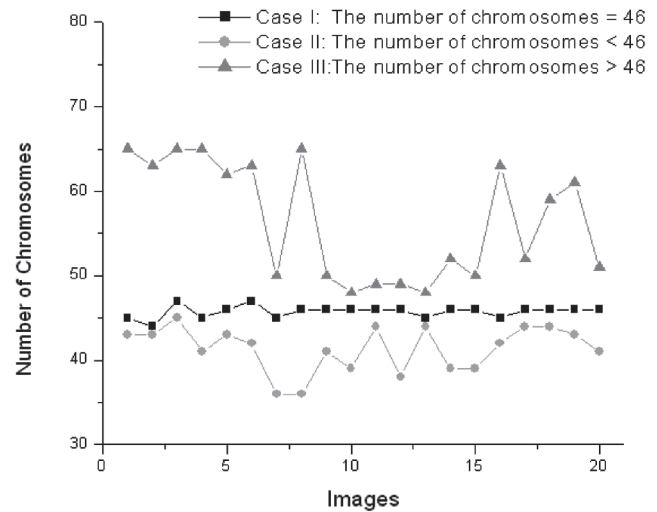 Case I: The number of chromosomes = 46
Case II: The number of chromosomes < 46
Case III:The number of chromosomes > 46
80
70
60
50
40
30
Number of Chromosomes
0 5 10 15 20
Images